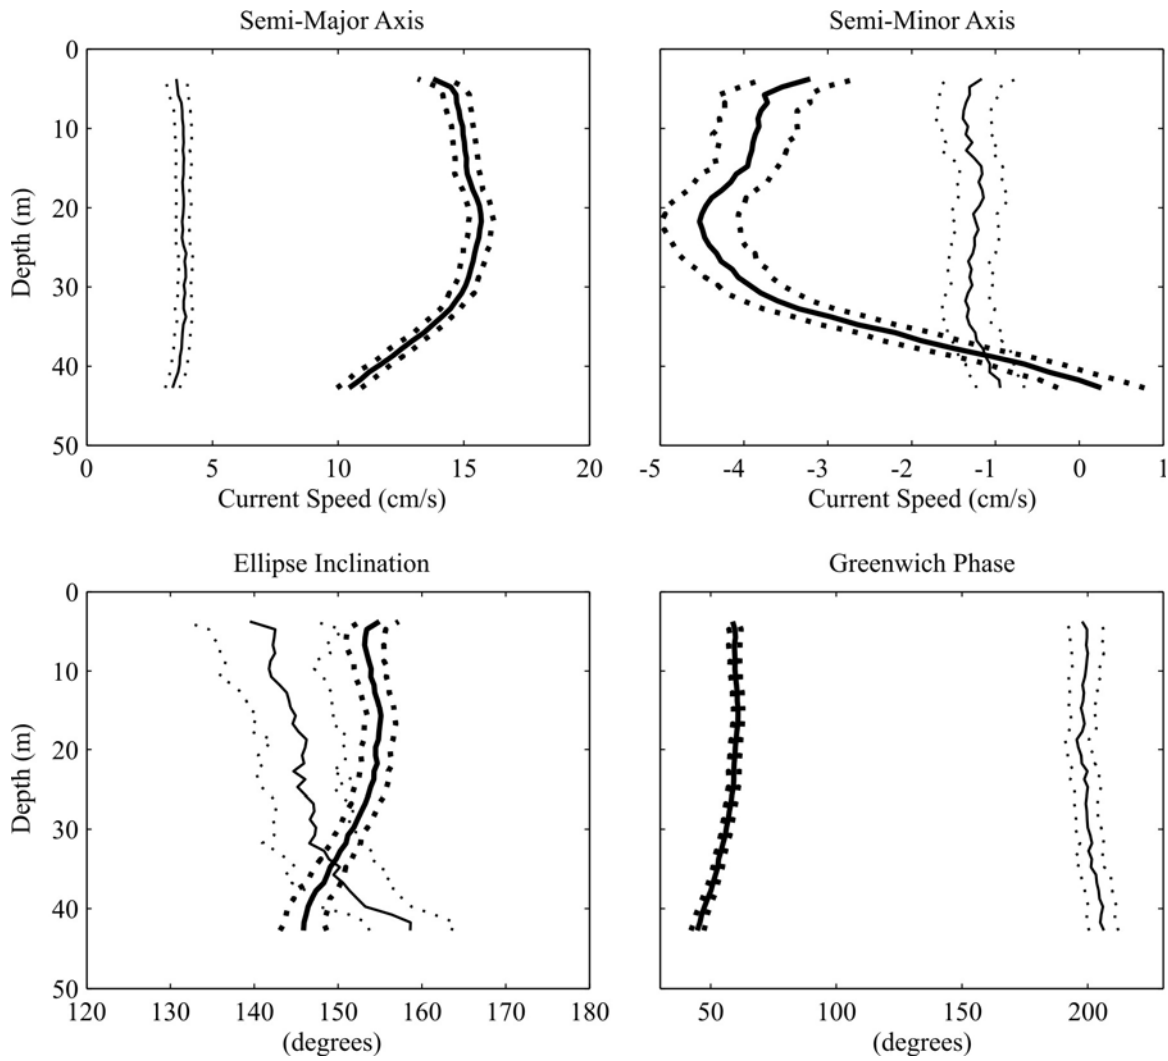 Semi-Major Axis
Semi-Minor Axis
0
10
20
30
40
50
Depth (m)
0 5 10 15 20
-5 -4 -3 -2 -1 0 1
Current Speed (cm/s)
Current Speed (cm/s)
Ellipse Inclination
Greenwich Phase
0
10
20
30
40
50
Depth (m)
120 130 140 150 160 170 180
50 100 150 200
(degrees)
(degrees)